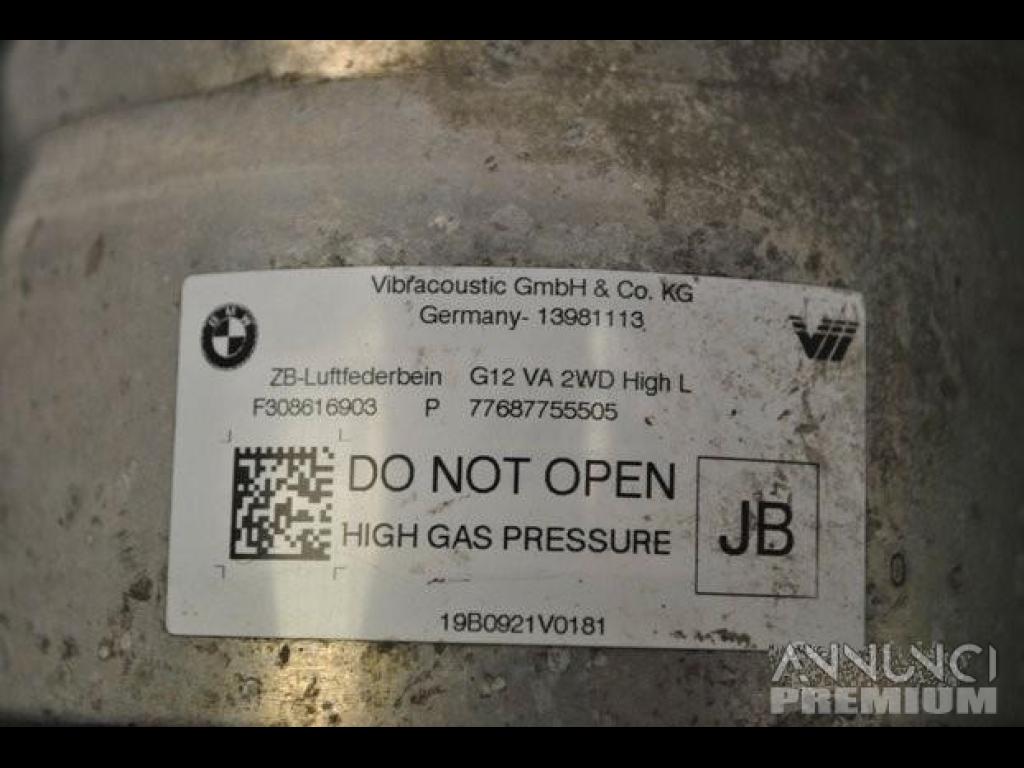 Vibracoustic GmbH & Co. KG
Germany- 13981113
BMW
ZB-Luftfederbein G12 VA 2WD High L
F308616903 P 77687755505
DO NOT OPEN
HIGH GAS PRESSURE
JB
19B0921V0181
ANNUNCI
PREMIUM